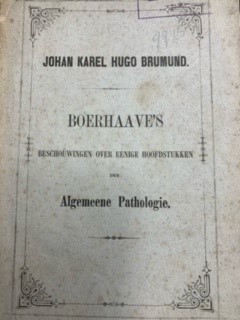 JOHAN KAREL HUGO BRUMUND.
BOERHAAVE'S
BESCHOUWINGEN OVER EENIGE HOOFDSTUKKEN
DER
Algemeene Pathologie.